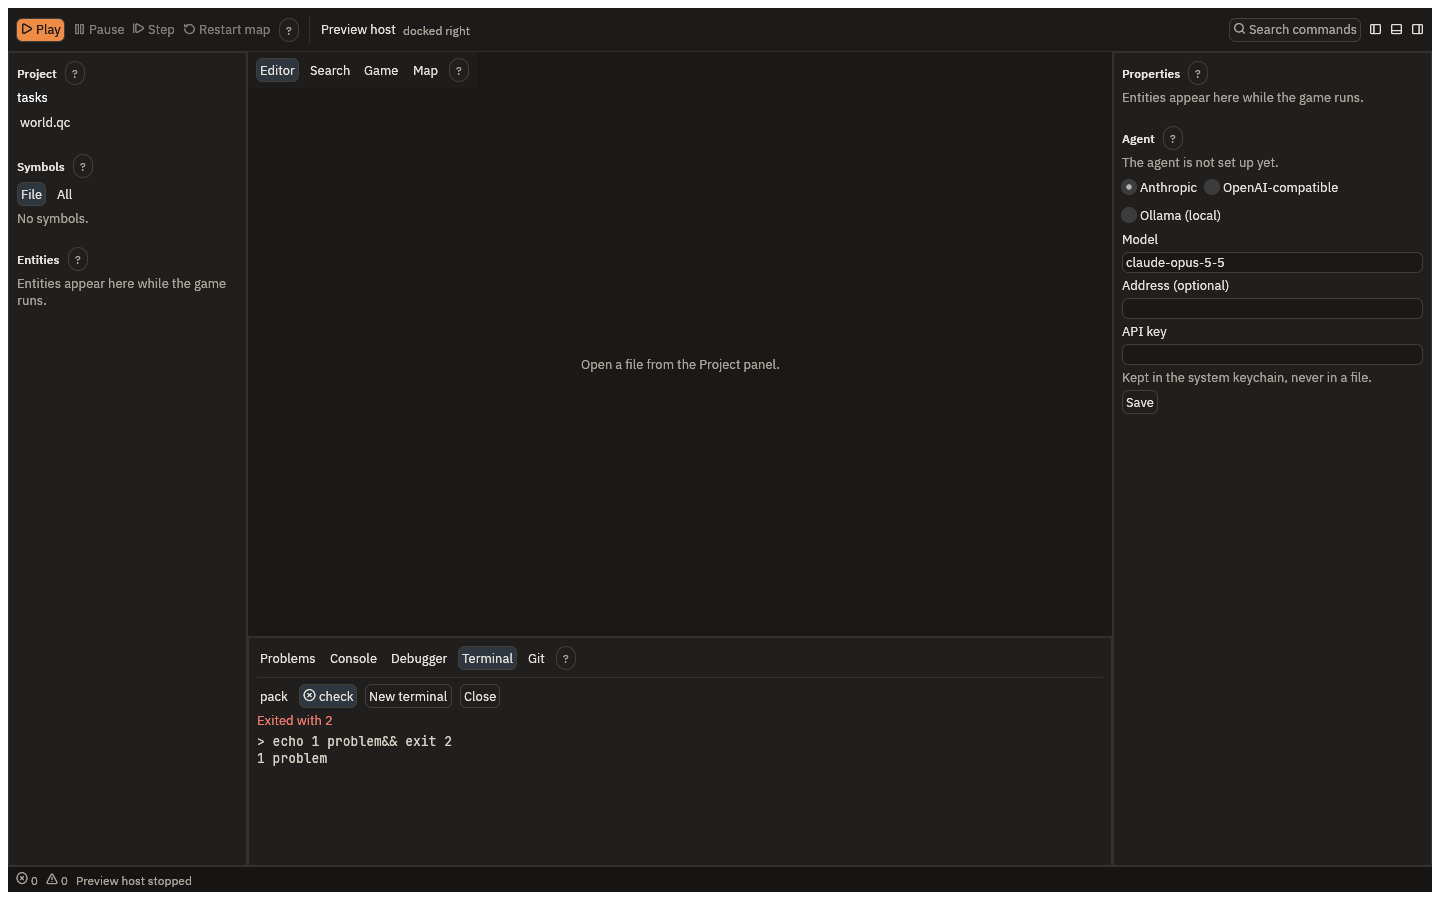 Play Pause Step Restart map ? Preview host docked right Search commands
Project ?
tasks
world.qc
Symbols ?
File All
No symbols.
Entities ?
Entities appear here while the game
runs.
Editor Search Game Map ?
Open a file from the Project panel.
Problems Console Debugger Terminal Git ?
pack check New terminal Close
Exited with 2
> echo 1 problem&& exit 2
1 problem
Properties ?
Entities appear here while the game runs.
Agent ?
The agent is not set up yet.
Anthropic OpenAI-compatible
Ollama (local)
Model
claude-opus-5-5
Address (optional)
API key
Kept in the system keychain, never in a file.
Save
0 0 Preview host stopped